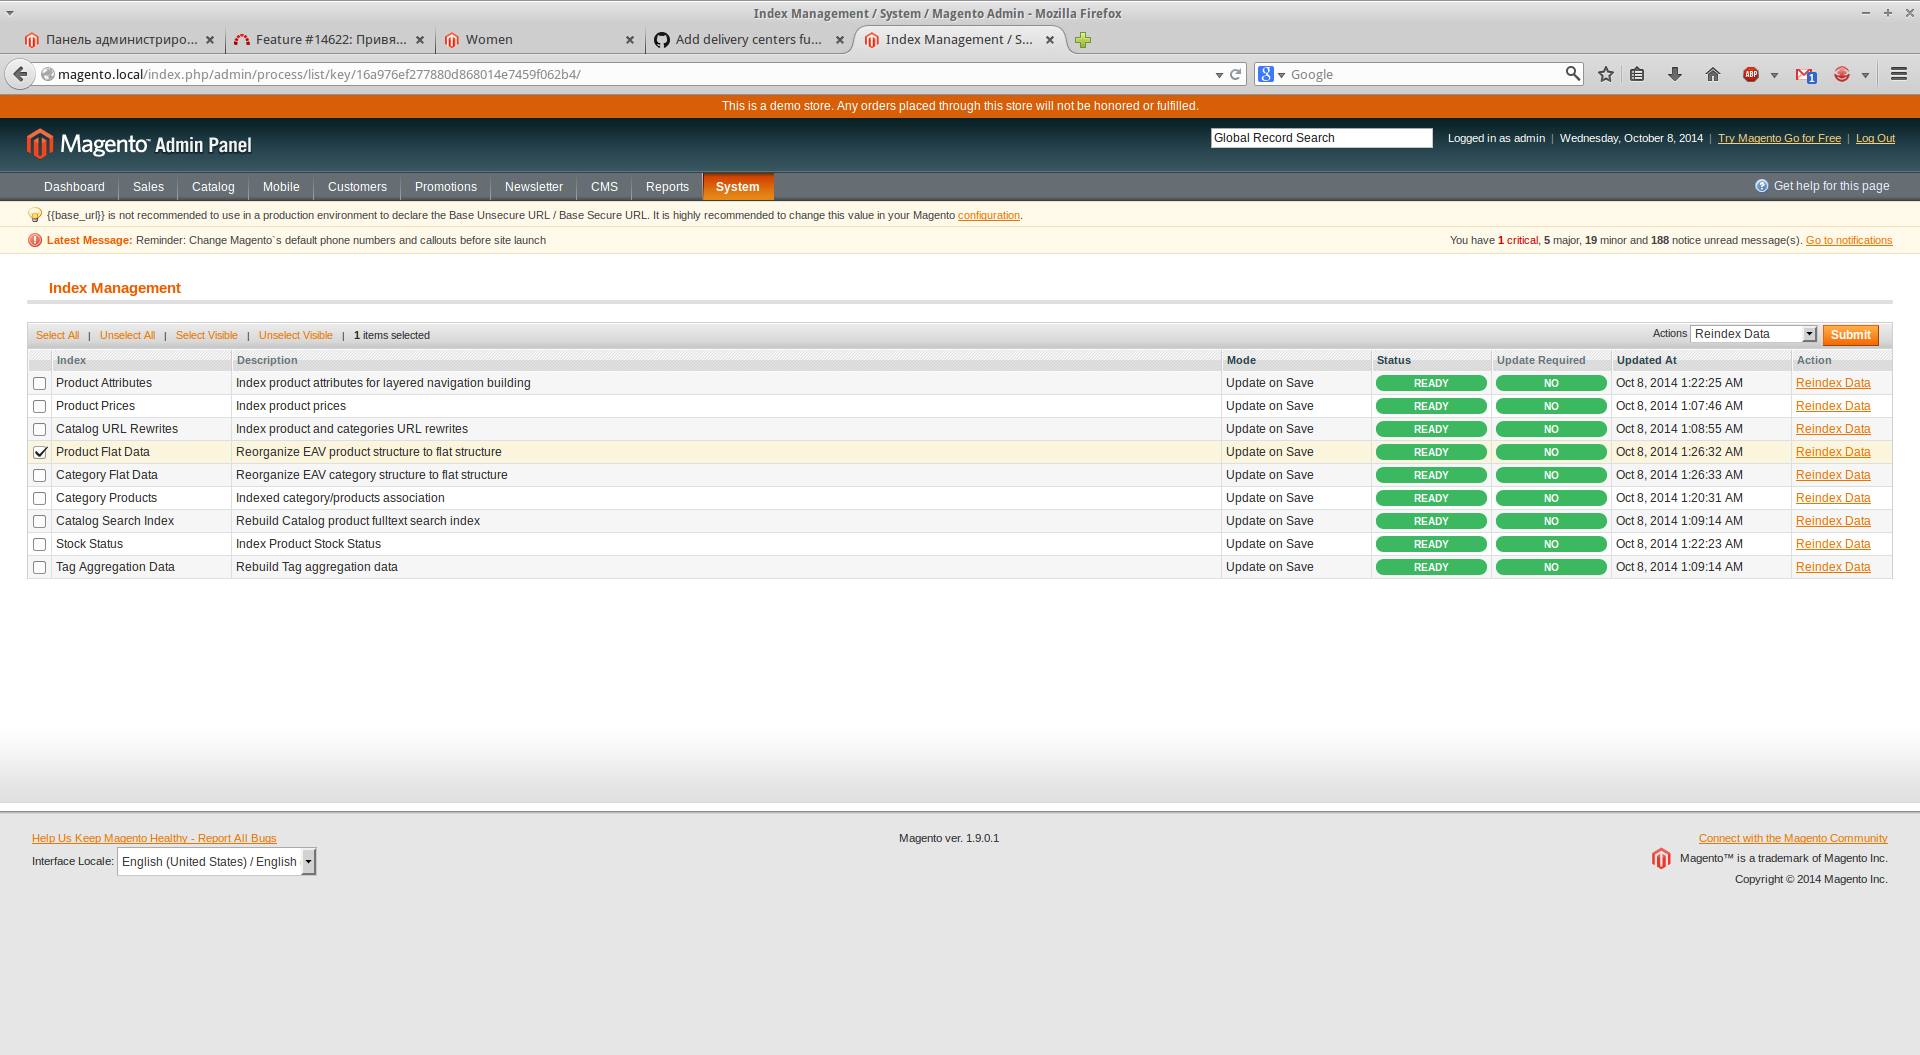 Index Management / System / Magento Admin - Mozilla Firefox
Панель администриро...
Feature #14622: Привя...
Women
Add delivery centers fu...
Index Management / S...
magento.local/index.php/admin/process/list/key/16a976ef277880d868014e7459f062b4/
Google
ABP
1
This is a demo store. Any orders placed through this store will not be honored or fulfilled.
Magento™ Admin Panel
Global Record Search
Logged in as admin | Wednesday, October 8, 2014 | Try Magento Go for Free | Log Out
Dashboard Sales Catalog Mobile Customers Promotions Newsletter CMS Reports System
Get help for this page
{{base_url}} is not recommended to use in a production environment to declare the Base Unsecure URL / Base Secure URL. It is highly recommended to change this value in your Magento configuration.
Latest Message: Reminder: Change Magento`s default phone numbers and callouts before site launch
You have 1 critical, 5 major, 19 minor and 188 notice unread message(s). Go to notifications
Index Management
Select All | Unselect All | Select Visible | Unselect Visible | 1 items selected
Actions Reindex Data Submit
Index Description Mode Status Update Required Updated At Action
Product Attributes Index product attributes for layered navigation building Update on Save READY NO Oct 8, 2014 1:22:25 AM Reindex Data
Product Prices Index product prices Update on Save READY NO Oct 8, 2014 1:07:46 AM Reindex Data
Catalog URL Rewrites Index product and categories URL rewrites Update on Save READY NO Oct 8, 2014 1:08:55 AM Reindex Data
Product Flat Data Reorganize EAV product structure to flat structure Update on Save READY NO Oct 8, 2014 1:26:32 AM Reindex Data
Category Flat Data Reorganize EAV category structure to flat structure Update on Save READY NO Oct 8, 2014 1:26:33 AM Reindex Data
Category Products Indexed category/products association Update on Save READY NO Oct 8, 2014 1:20:31 AM Reindex Data
Catalog Search Index Rebuild Catalog product fulltext search index Update on Save READY NO Oct 8, 2014 1:09:14 AM Reindex Data
Stock Status Index Product Stock Status Update on Save READY NO Oct 8, 2014 1:22:23 AM Reindex Data
Tag Aggregation Data Rebuild Tag aggregation data Update on Save READY NO Oct 8, 2014 1:09:14 AM Reindex Data
Help Us Keep Magento Healthy - Report All Bugs
Magento ver. 1.9.0.1
Connect with the Magento Community
Interface Locale: English (United States) / English
Magento™ is a trademark of Magento Inc.
Copyright © 2014 Magento Inc.